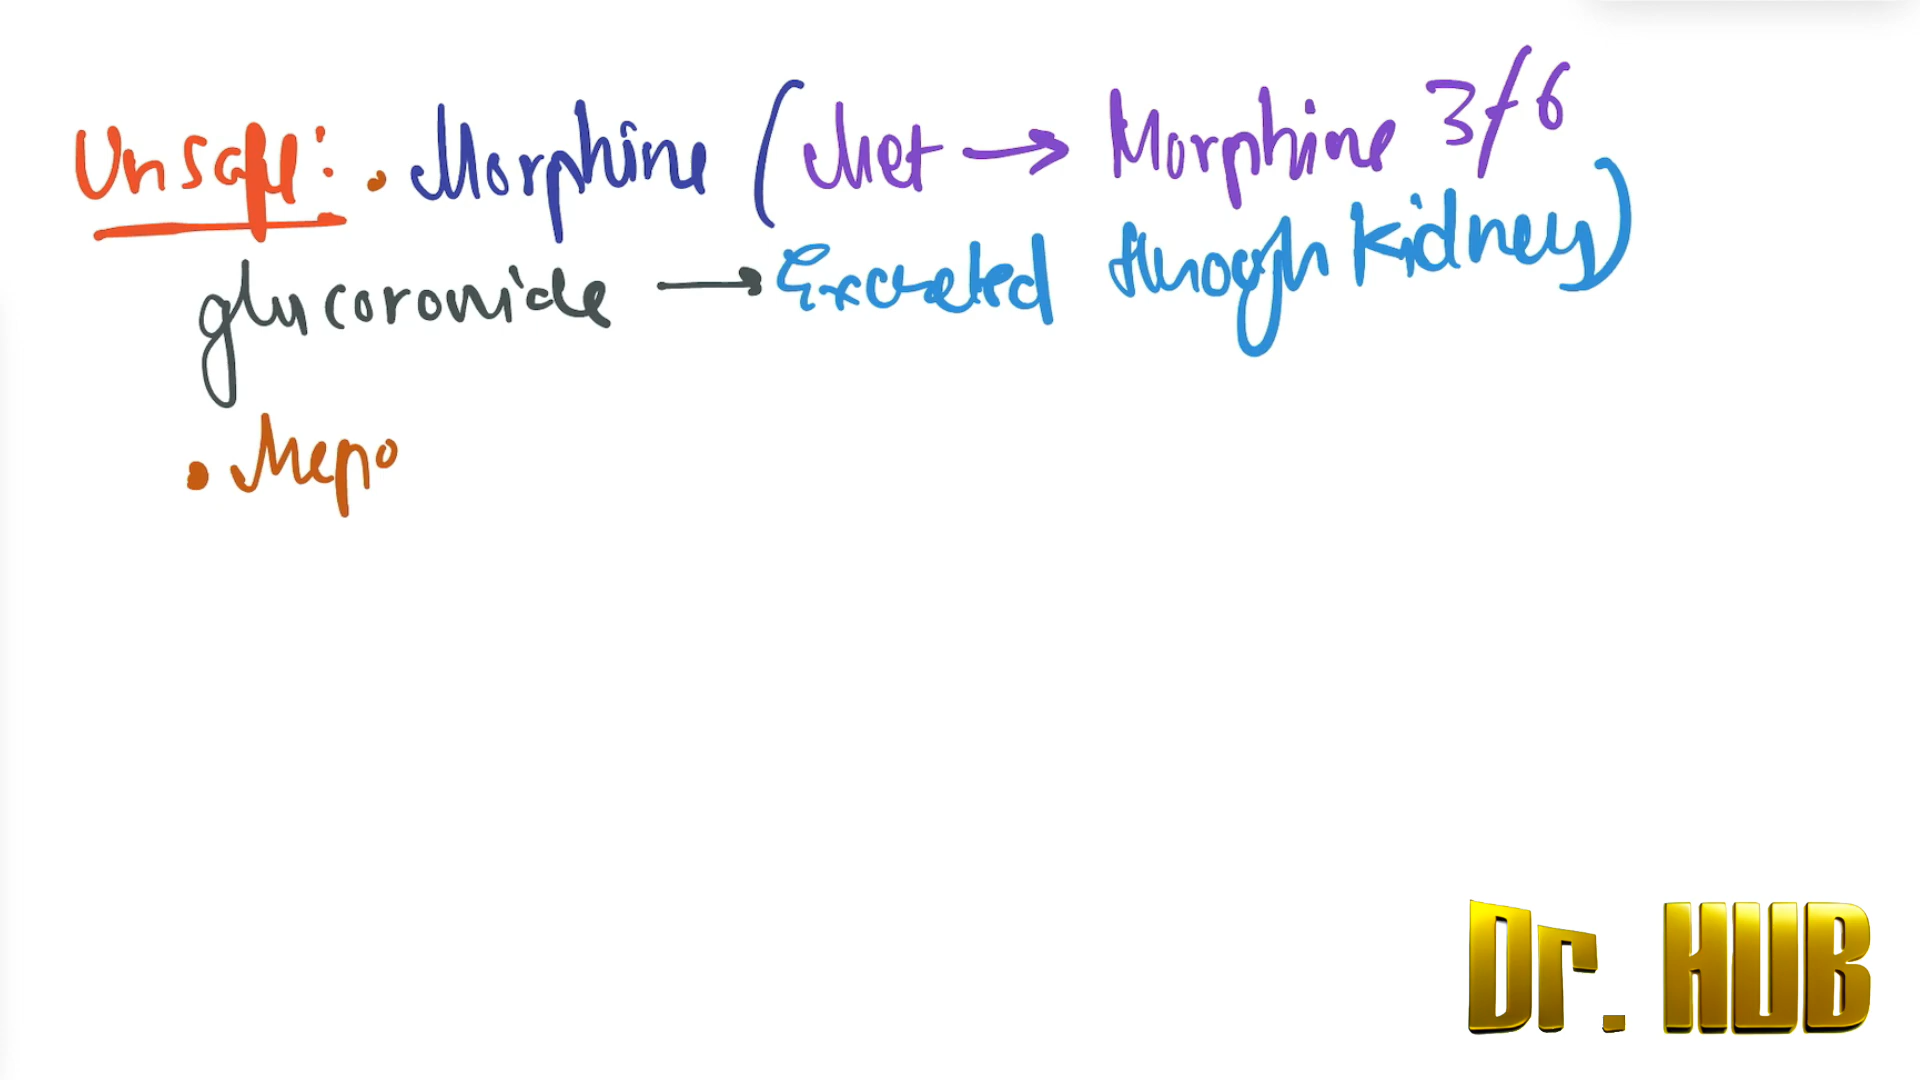 Unsafe: . Morphine (Met → Morphine 3/6
glucoronide → Excreted through kidney)
. Mepo
Dr. HUB